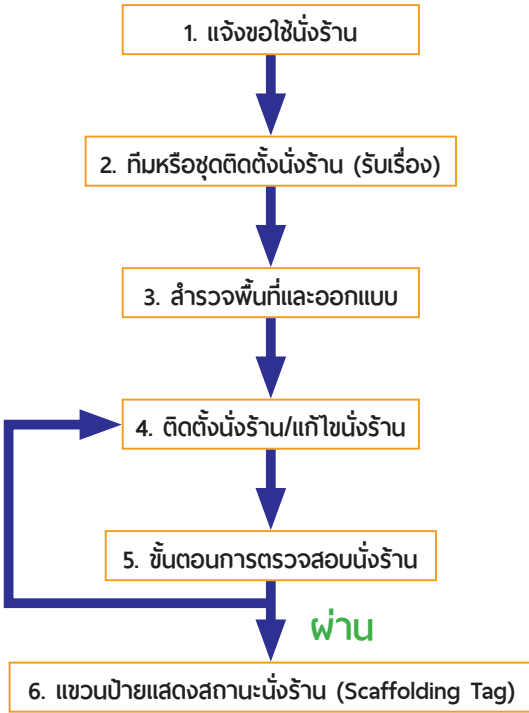 1. แจ้งขอใช้นั่งร้าน
2. ทีมหรือชุดติดตั้งนั่งร้าน (รับเรื่อง)
3. สำรวจพื้นที่และออกแบบ
4. ติดตั้งนั่งร้าน/แก้ไขนั่งร้าน
5. ขั้นตอนการตรวจสอบนั่งร้าน
ผ่าน
6. แขวนป้ายแสดงสถานะนั่งร้าน (Scaffolding Tag)